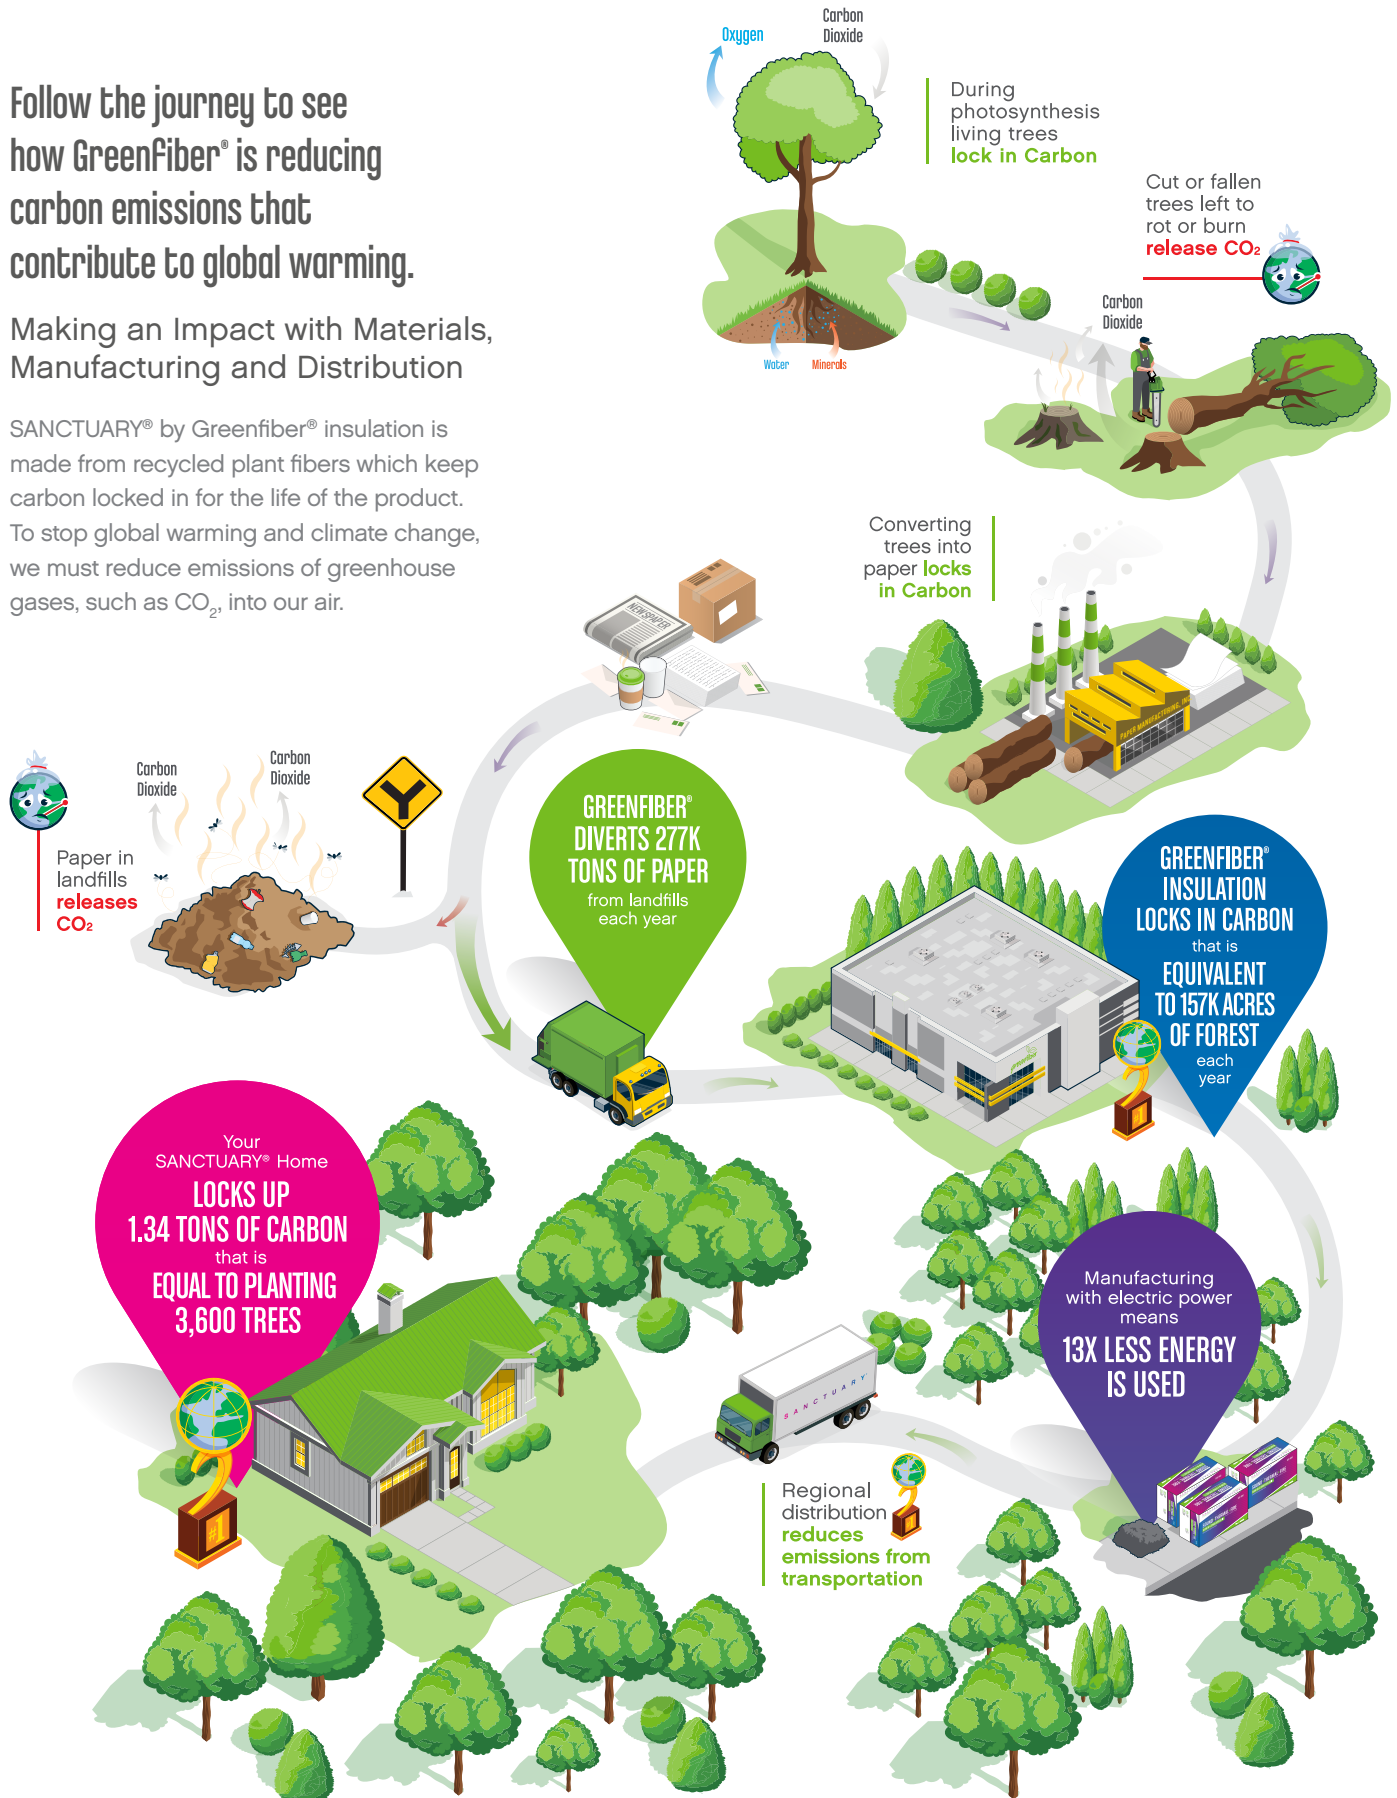 Follow the journey to see
how Greenfiber® is reducing
carbon emissions that
contribute to global warming.
Making an Impact with Materials,
Manufacturing and Distribution
SANCTUARY® by Greenfiber® insulation is
made from recycled plant fibers which keep
carbon locked in for the life of the product.
To stop global warming and climate change,
we must reduce emissions of greenhouse
gases, such as CO2, into our air.
Oxygen
Carbon
Dioxide
During
photosynthesis
living trees
lock in Carbon
Water
Minerals
Cut or fallen
trees left to
rot or burn
release CO2
Carbon
Dioxide
Converting
trees into
paper locks
in Carbon
PAPER MANUFACTURING, INC
NEWSPAPER
Carbon
Dioxide
Carbon
Dioxide
Paper in
landfills
releases
CO2
GREENFIBER®
DIVERTS 277K
TONS OF PAPER
from landfills
each year
GREENFIBER®
INSULATION
LOCKS IN CARBON
that is
EQUIVALENT
TO 157K ACRES
OF FOREST
each
year
greenfiber
#1
Manufacturing
with electric power
means
13X LESS ENERGY
IS USED
SANCTUARY
Regional
distribution
reduces
emissions from
transportation
Your
SANCTUARY® Home
LOCKS UP
1.34 TONS OF CARBON
that is
EQUAL TO PLANTING
3,600 TREES
#1